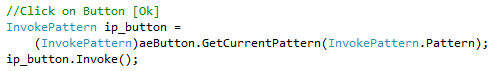 //Click on Button [Ok]
InvokePattern ip_button =
(InvokePattern)aeButton.GetCurrentPattern(InvokePattern.Pattern);
ip_button.Invoke();